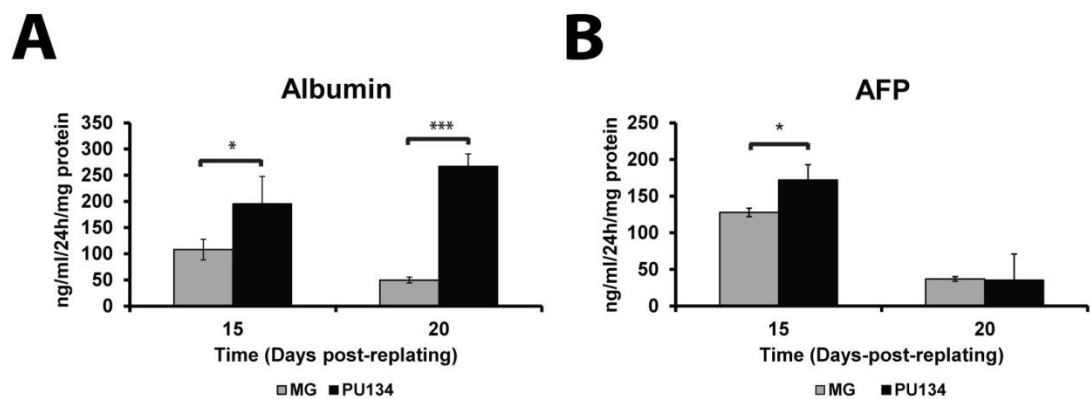 A
Albumin
ng/ml/24h/mg protein
350
300
250
200
150
100
50
0
*
***
15 20
Time (Days post-replating)
MG PU134
B
AFP
ng/ml/24h/mg protein
250
200
150
100
50
0
*
15 20
Time (Days-post-replating)
MG PU134